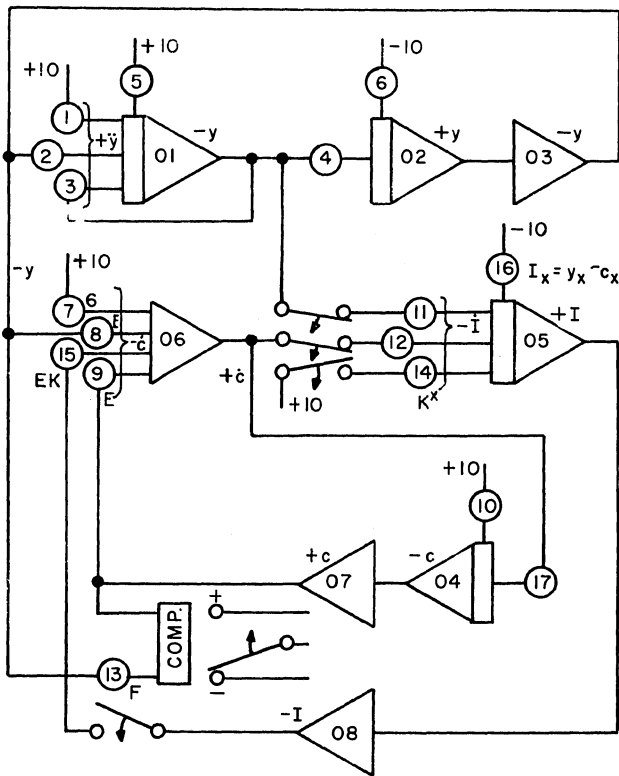 +10
-10
+10
5
6
1
+ÿ
-y
+y
-y
2
01
4
02
03
3
-10
-y
+10
16
Iₓ = yₓ - cₓ
7
6
11
+I
8
E
-ċ
06
-İ
05
15
12
9
+ċ
14
EK
E
+10
Kˣ
+10
10
+c
-c
07
04
17
+
COMP.
13
F
-
-I
08